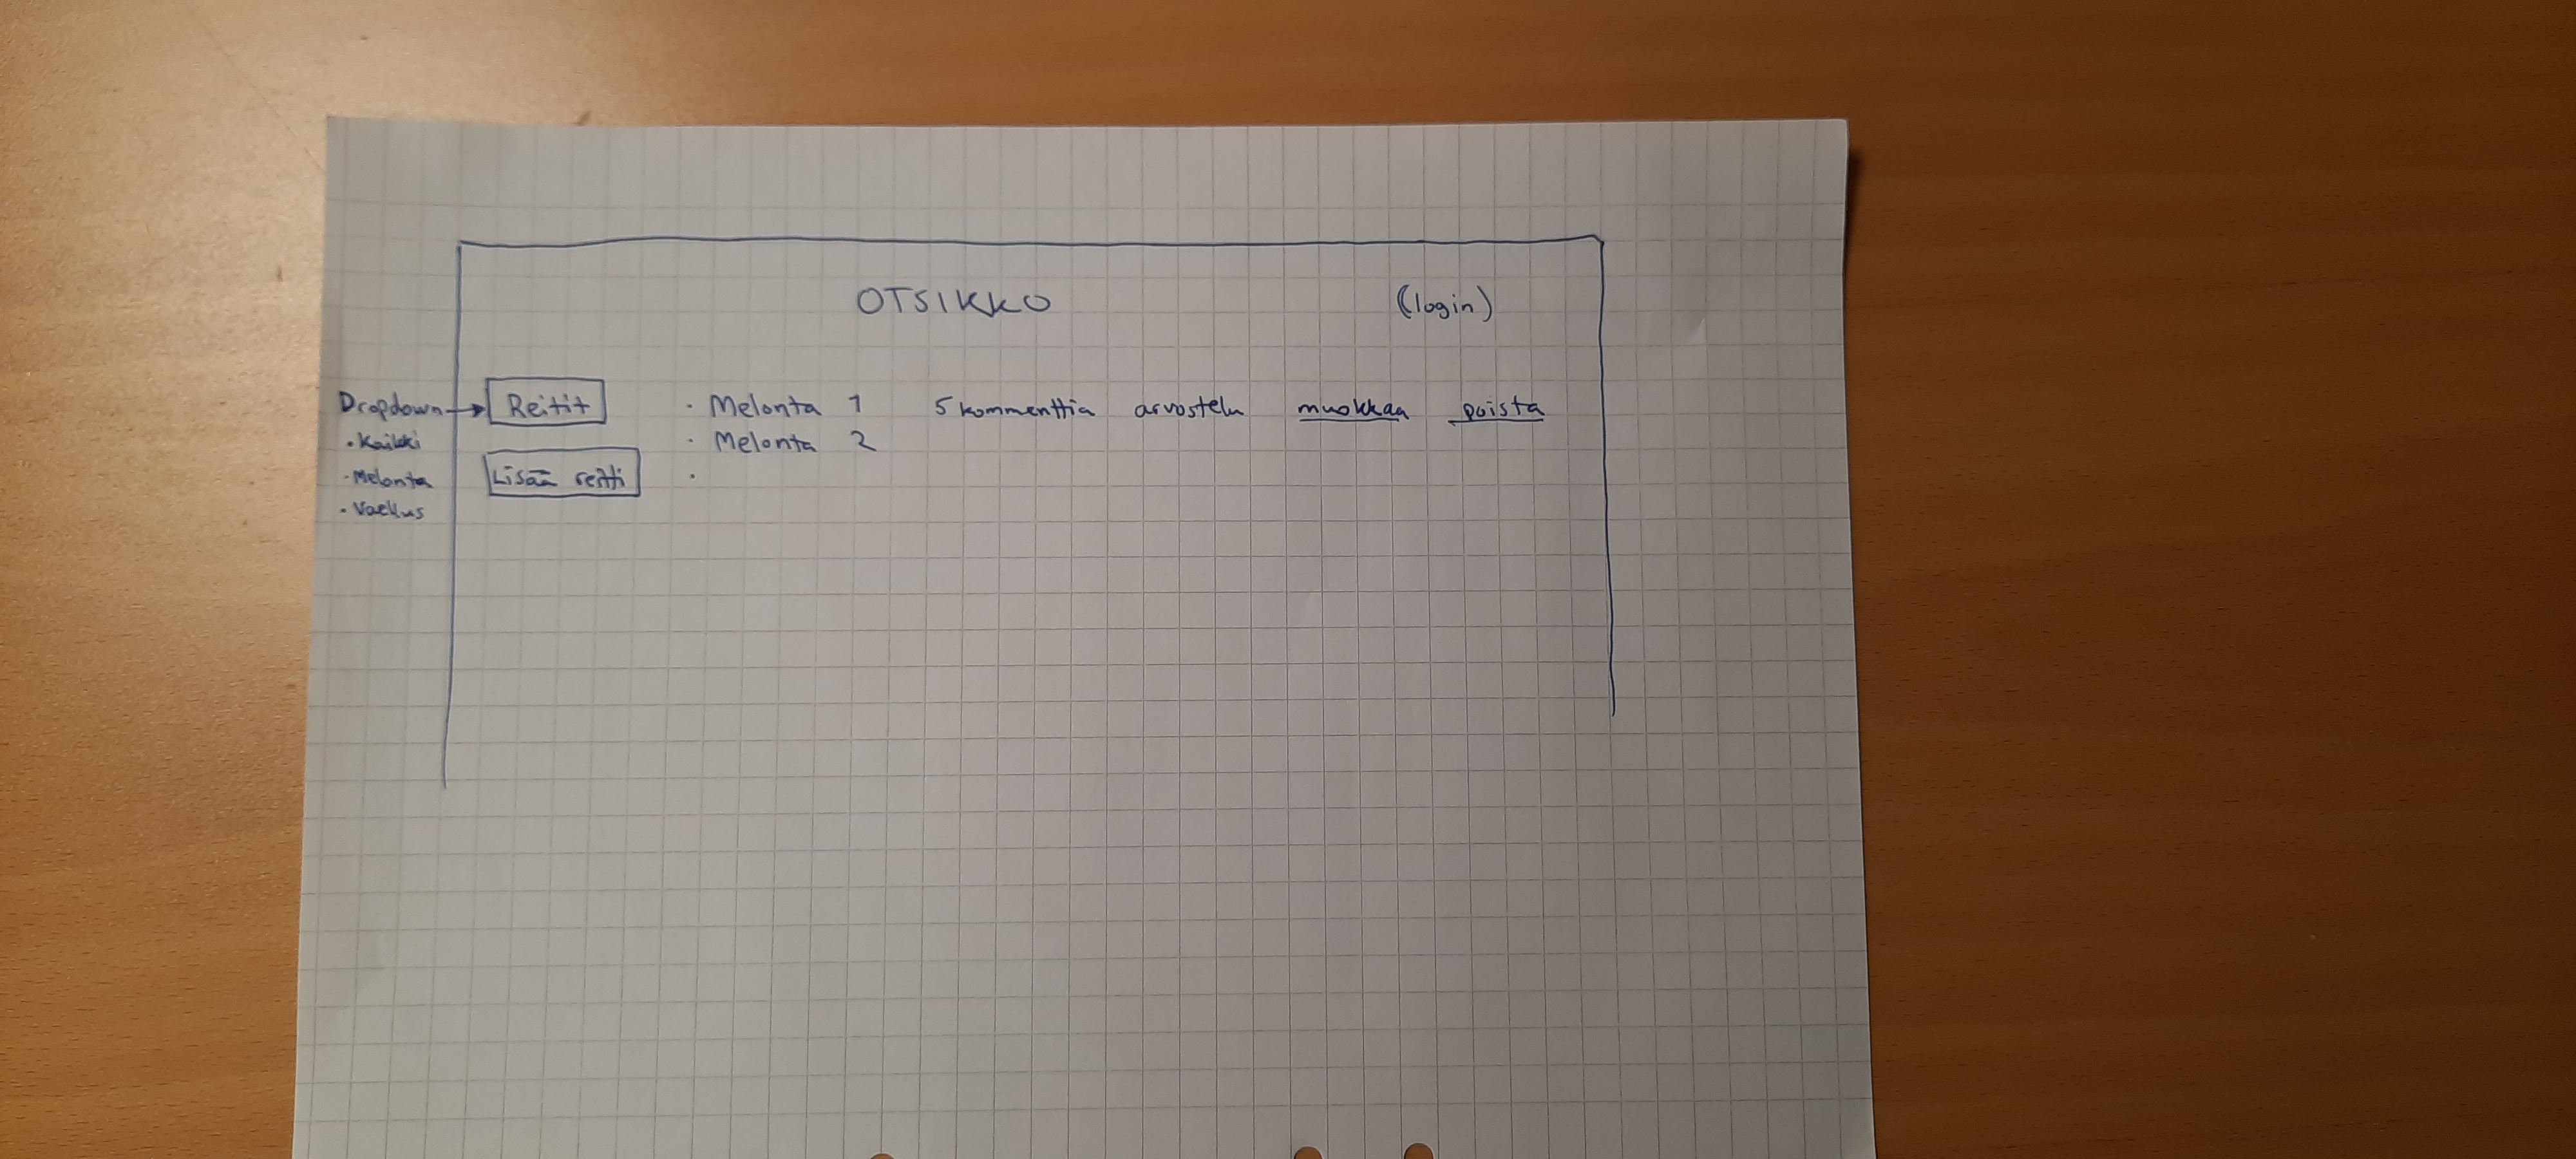 OTSIKKO (login)
Dropdown Reitit · Melonta 1 5 kommenttia arvostelu muokkaa poista
· Kaikki · Melonta 2
· Melonta Lisää reitti ·
· Vaellus